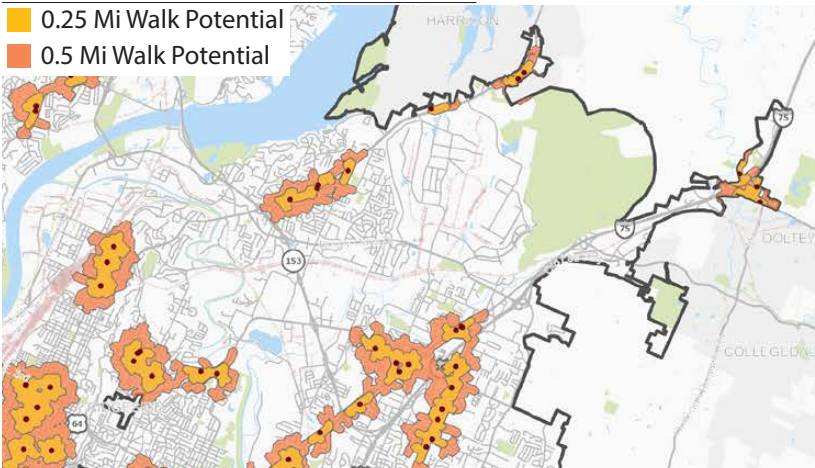 0.25 Mi Walk Potential
0.5 Mi Walk Potential
HARRISON
75
75
OOLTEW
153
COLLEGEDAL
64